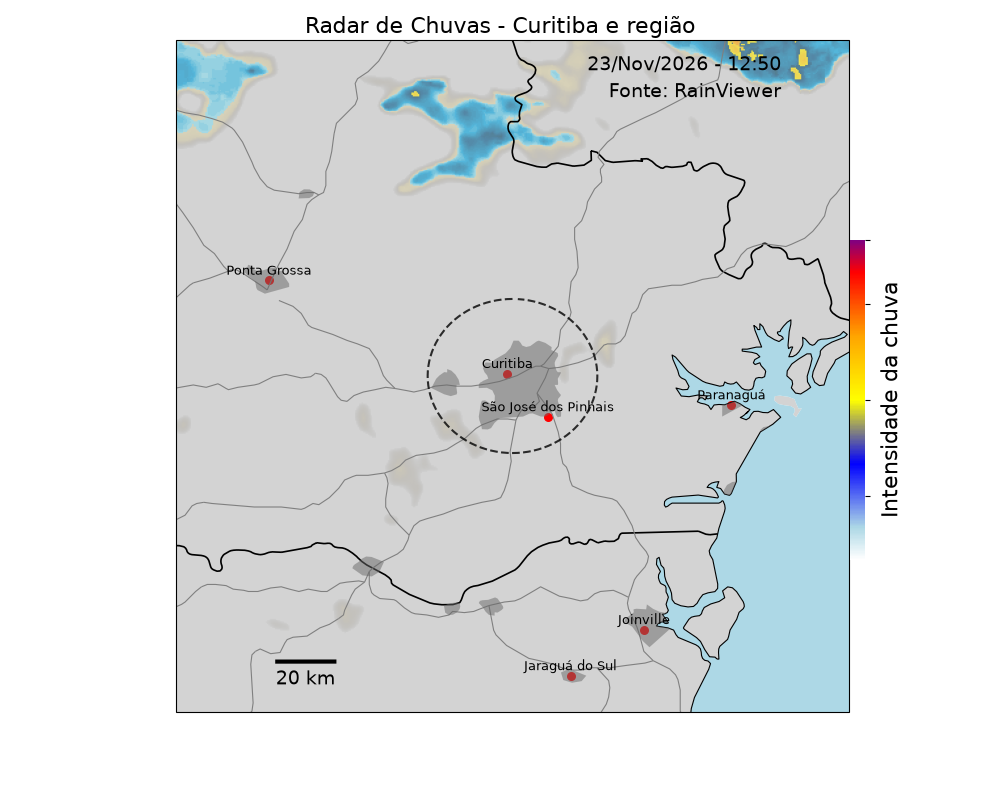 Radar de Chuvas - Curitiba e região
23/Nov/2026 - 12:50
Fonte: RainViewer
Ponta Grossa
Curitiba
São José dos Pinhais
Paranaguá
Intensidade da chuva
Joinville
Jaraguá do Sul
20 km